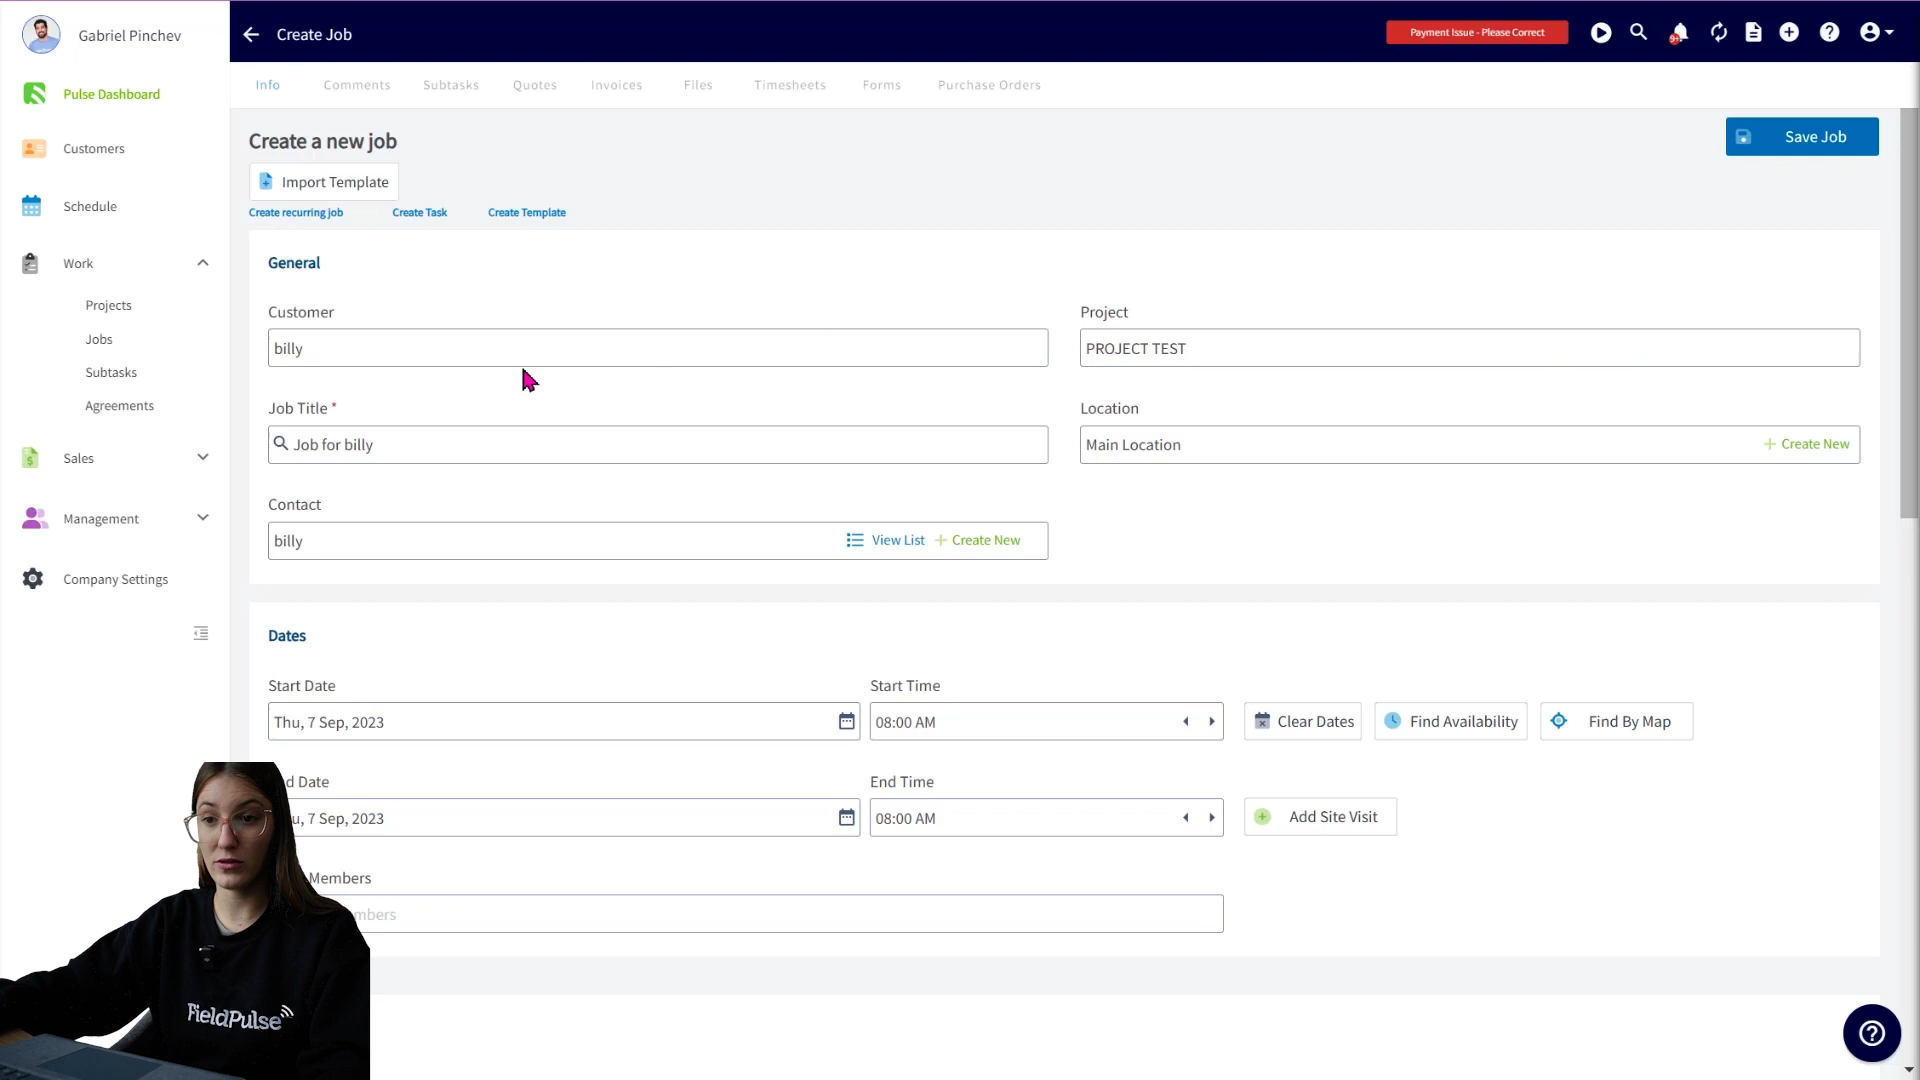 Gabriel Pinchev
Create Job
Payment Issue - Please Correct
9+
Info
Comments
Subtasks
Quotes
Invoices
Files
Timesheets
Forms
Purchase Orders
Pulse Dashboard
Customers
Schedule
Work
Projects
Jobs
Subtasks
Agreements
Sales
Management
Company Settings
Create a new job
Save Job
Import Template
Create recurring job
Create Task
Create Template
General
Customer
Project
billy
PROJECT TEST
Job Title *
Location
Job for billy
Main Location
Create New
Contact
billy
View List
Create New
Dates
Start Date
Start Time
Thu, 7 Sep, 2023
08:00 AM
Clear Dates
Find Availability
Find By Map
Date
End Time
7 Sep, 2023
08:00 AM
Add Site Visit
Members
FieldPulse